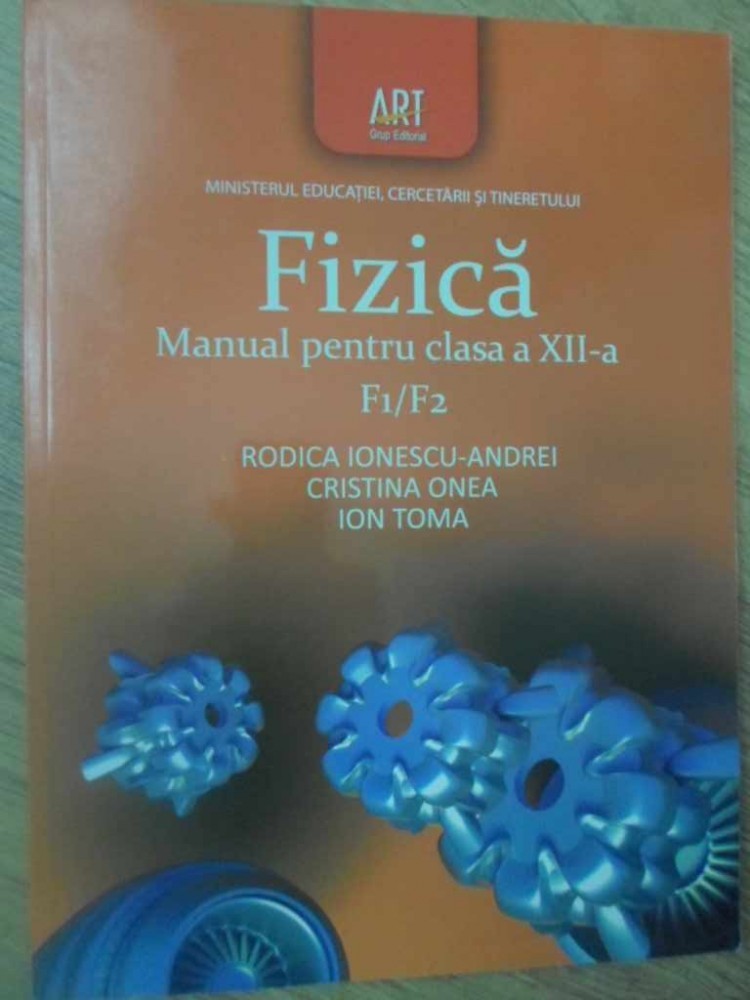 ART
Grup Editorial
MINISTERUL EDUCAȚIEI, CERCETĂRII ȘI TINERETULUI
Fizică
Manual pentru clasa a XII-a
F1/F2
RODICA IONESCU-ANDREI
CRISTINA ONEA
ION TOMA